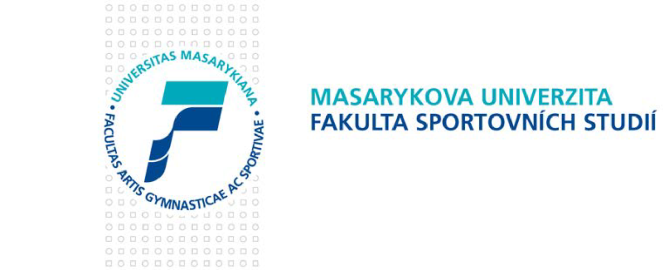 UNIVERSITAS MASARYKIANA •
FACULTAS ARTIS GYMNASTICAE AC SPORTIVAE •
MASARYKOVA UNIVERZITA
FAKULTA SPORTOVNÍCH STUDIÍ